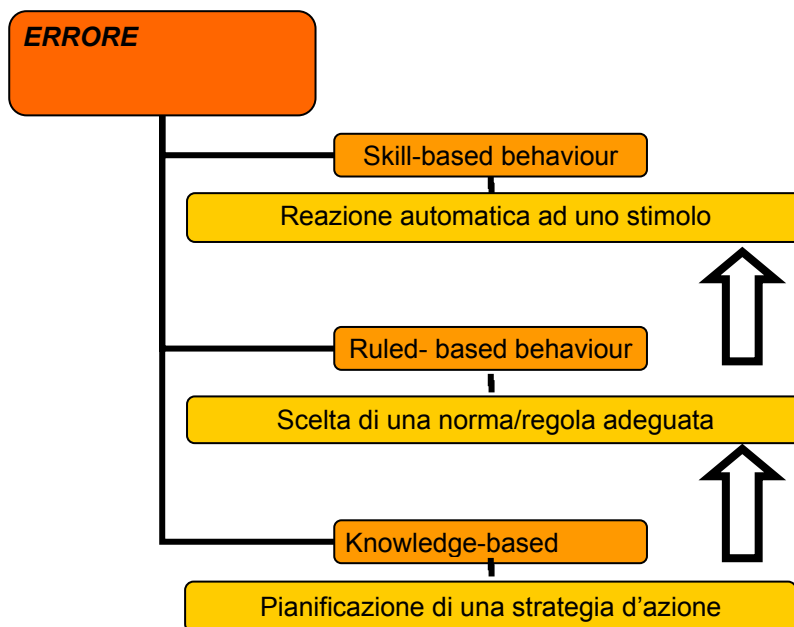 ERRORE
Skill-based behaviour
Reazione automatica ad uno stimolo
Ruled- based behaviour
Scelta di una norma/regola adeguata
Knowledge-based
Pianificazione di una strategia d’azione